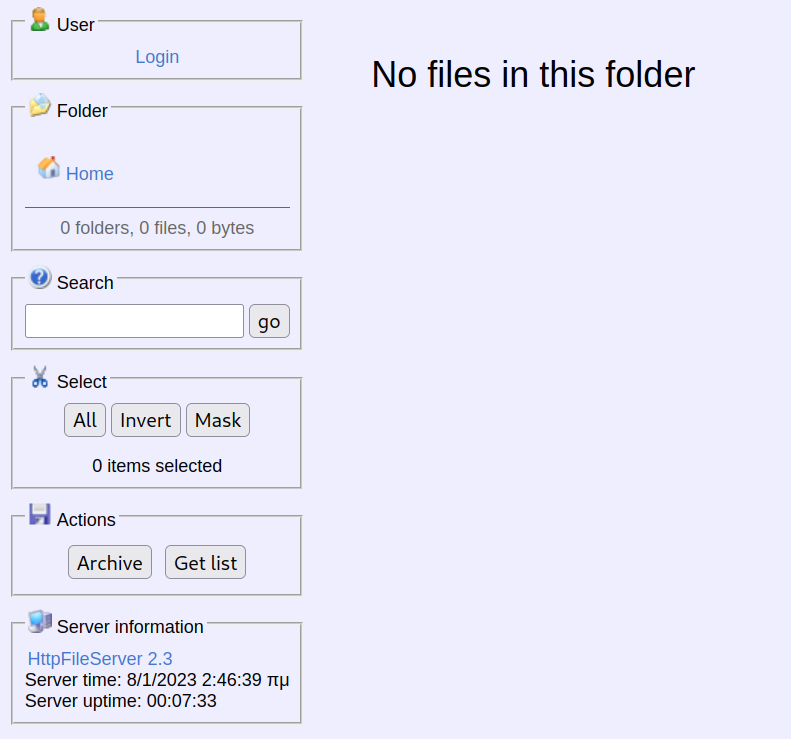 User
Login
Folder
Home
0 folders, 0 files, 0 bytes
Search
go
Select
All Invert Mask
0 items selected
Actions
Archive Get list
Server information
HttpFileServer 2.3
Server time: 8/1/2023 2:46:39 πμ
Server uptime: 00:07:33
No files in this folder